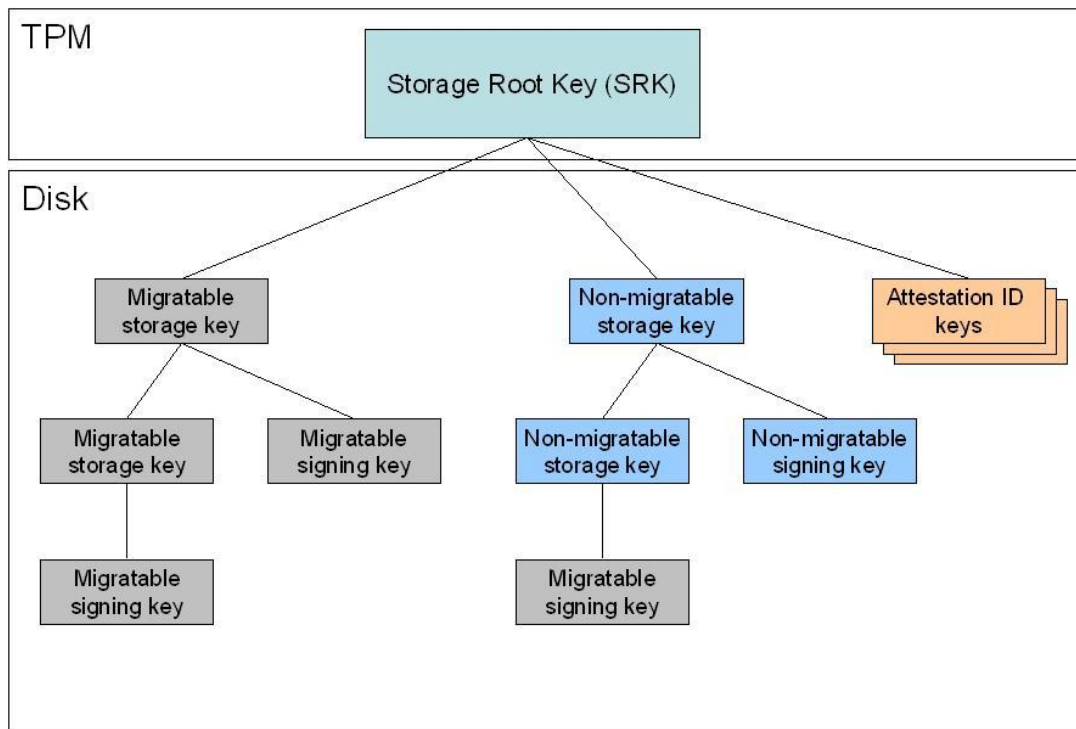 TPM
Storage Root Key (SRK)
Disk
Migratable
storage key
Non-migratable
storage key
Attestation ID
keys
Migratable
storage key
Migratable
signing key
Non-migratable
storage key
Non-migratable
signing key
Migratable
signing key
Migratable
signing key